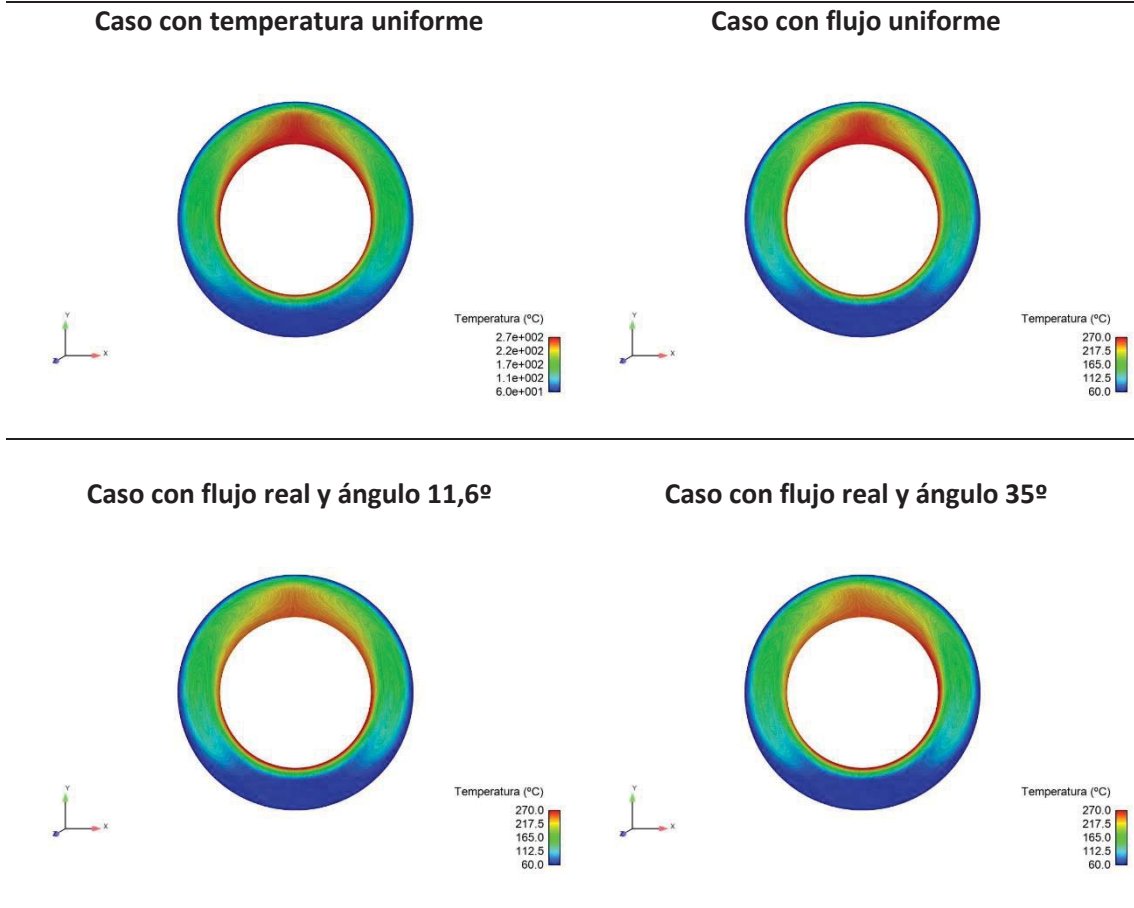 Caso con temperatura uniforme
Caso con flujo uniforme
Y
X
Z
Temperatura (ºC)
2.7e+002
2.2e+002
1.7e+002
1.1e+002
6.0e+001
Y
X
Z
Temperatura (ºC)
270.0
217.5
165.0
112.5
60.0
Caso con flujo real y ángulo 11,6º
Caso con flujo real y ángulo 35º
Y
X
Z
Temperatura (ºC)
270.0
217.5
165.0
112.5
60.0
Y
X
Z
Temperatura (ºC)
270.0
217.5
165.0
112.5
60.0